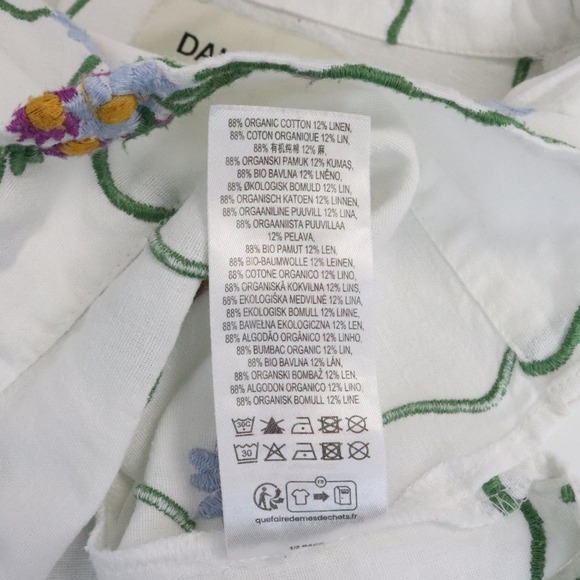 DA
88% ORGANIC COTTON 12% LINEN,
88% COTON ORGANIQUE 12% LIN,
88% 有机纯棉 12% 麻,
88% ORGANSKI PAMUK 12% KUMAŞ,
88% BIO BAVLNA 12% LNĚNO,
88% ØKOLOGISK BOMULD 12% LIN,
88% ORGANISCH KATOEN 12% LINNEN,
88% ORGAANILINE PUUVILL 12% LINA,
88% ORGAANIISTA PUUVILLAA
12% PELAVA,
88% BIO PAMUT 12% LEN,
88% BIO-BAUMWOLLE 12% LEINEN,
88% COTONE ORGANICO 12% LINO,
88% ORGANISKĀ KOKVILNA 12% LINS,
88% EKOLOGIŠKA MEDVILNĖ 12% LINA,
88% EKOLOGISK BOMULL 12% LINNE,
88% BAWEŁNA EKOLOGICZNA 12% LEN,
88% ALGODÃO ORGÂNICO 12% LINHO,
88% BUMBAC ORGANIC 12% LIN,
88% BIO BAVLNA 12% LAN,
88% ORGANSKI BOMBAŽ 12% LEN,
88% ALGODON ORGANICO 12% LINO,
88% ORGANISK BOMULL 12% LINE
30C
30
FR
quefairedemesdechets.fr